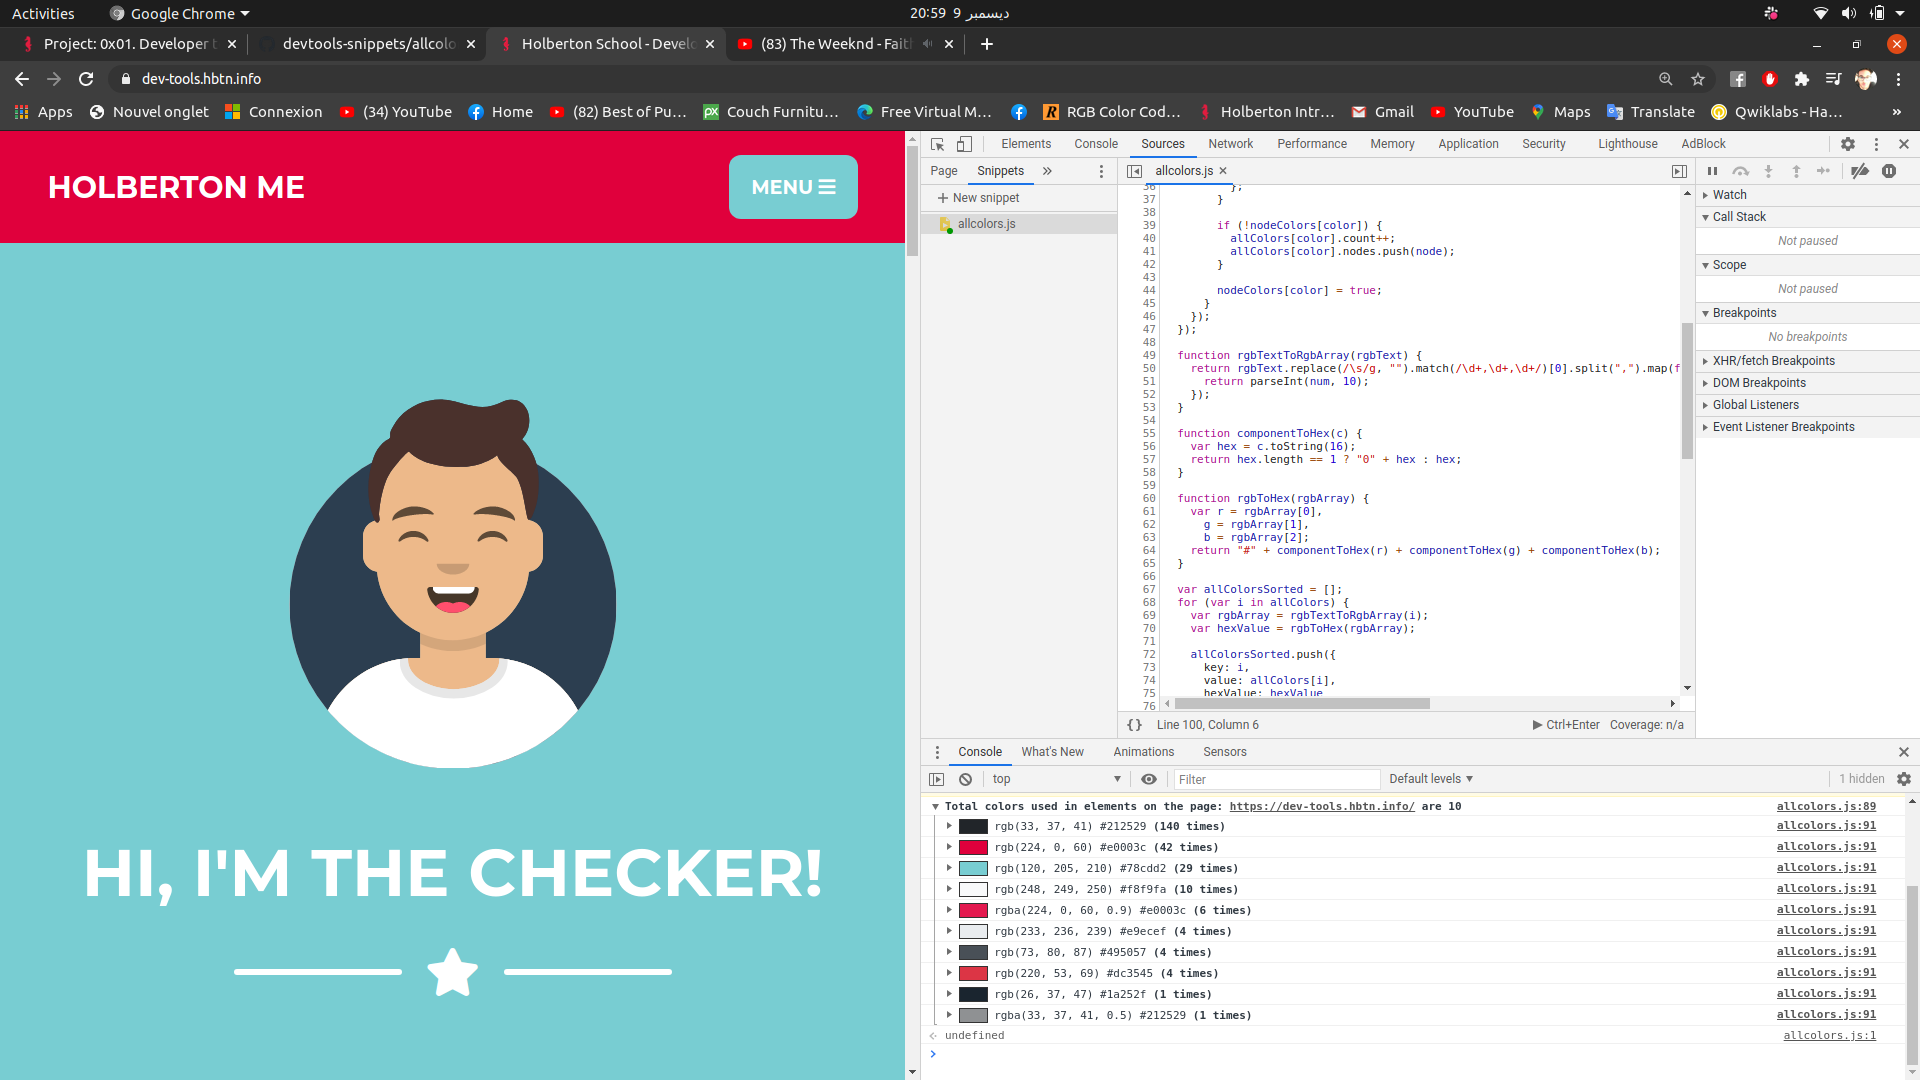 Activities Google Chrome 20:59 9 ديسمبر
Project: 0x01. Developer t devtools-snippets/allcolo Holberton School - Develo (83) The Weeknd - Fait
dev-tools.hbtn.info
Apps Nouvel onglet Connexion (34) YouTube Home (82) Best of Pu… Couch Furnitu… Free Virtual M… RGB Color Cod… Holberton Intr… Gmail YouTube Maps Translate Qwiklabs - Ha… »
HOLBERTON ME
MENU
HI, I'M THE CHECKER!
Elements Console Sources Network Performance Memory Application Security Lighthouse AdBlock
Page Snippets »
+ New snippet
allcolors.js
allcolors.js ×
36 };
37 }
38
39 if (!nodeColors[color]) {
40 allColors[color].count++;
41 allColors[color].nodes.push(node);
42 }
43
44 nodeColors[color] = true;
45 }
46 });
47 });
48
49 function rgbTextToRgbArray(rgbText) {
50 return rgbText.replace(/\s/g, "").match(/\d+,\d+,\d+/)[0].split(",").map(f
51 return parseInt(num, 10);
52 });
53 }
54
55 function componentToHex(c) {
56 var hex = c.toString(16);
57 return hex.length == 1 ? "0" + hex : hex;
58 }
59
60 function rgbToHex(rgbArray) {
61 var r = rgbArray[0],
62 g = rgbArray[1],
63 b = rgbArray[2];
64 return "#" + componentToHex(r) + componentToHex(g) + componentToHex(b);
65 }
66
67 var allColorsSorted = [];
68 for (var i in allColors) {
69 var rgbArray = rgbTextToRgbArray(i);
70 var hexValue = rgbToHex(rgbArray);
71
72 allColorsSorted.push({
73 key: i,
74 value: allColors[i],
75 hexValue: hexValue
76
{} Line 100, Column 6 Ctrl+Enter Coverage: n/a
Watch
Call Stack
Not paused
Scope
Not paused
Breakpoints
No breakpoints
XHR/fetch Breakpoints
DOM Breakpoints
Global Listeners
Event Listener Breakpoints
Console What's New Animations Sensors
top Filter Default levels 1 hidden
Total colors used in elements on the page: https://dev-tools.hbtn.info/ are 10 allcolors.js:89
rgb(33, 37, 41) #212529 (140 times) allcolors.js:91
rgb(224, 0, 60) #e0003c (42 times) allcolors.js:91
rgb(120, 205, 210) #78cdd2 (29 times) allcolors.js:91
rgb(248, 249, 250) #f8f9fa (10 times) allcolors.js:91
rgba(224, 0, 60, 0.9) #e0003c (6 times) allcolors.js:91
rgb(233, 236, 239) #e9ecef (4 times) allcolors.js:91
rgb(73, 80, 87) #495057 (4 times) allcolors.js:91
rgb(220, 53, 69) #dc3545 (4 times) allcolors.js:91
rgb(26, 37, 47) #1a252f (1 times) allcolors.js:91
rgba(33, 37, 41, 0.5) #212529 (1 times) allcolors.js:91
undefined allcolors.js:1